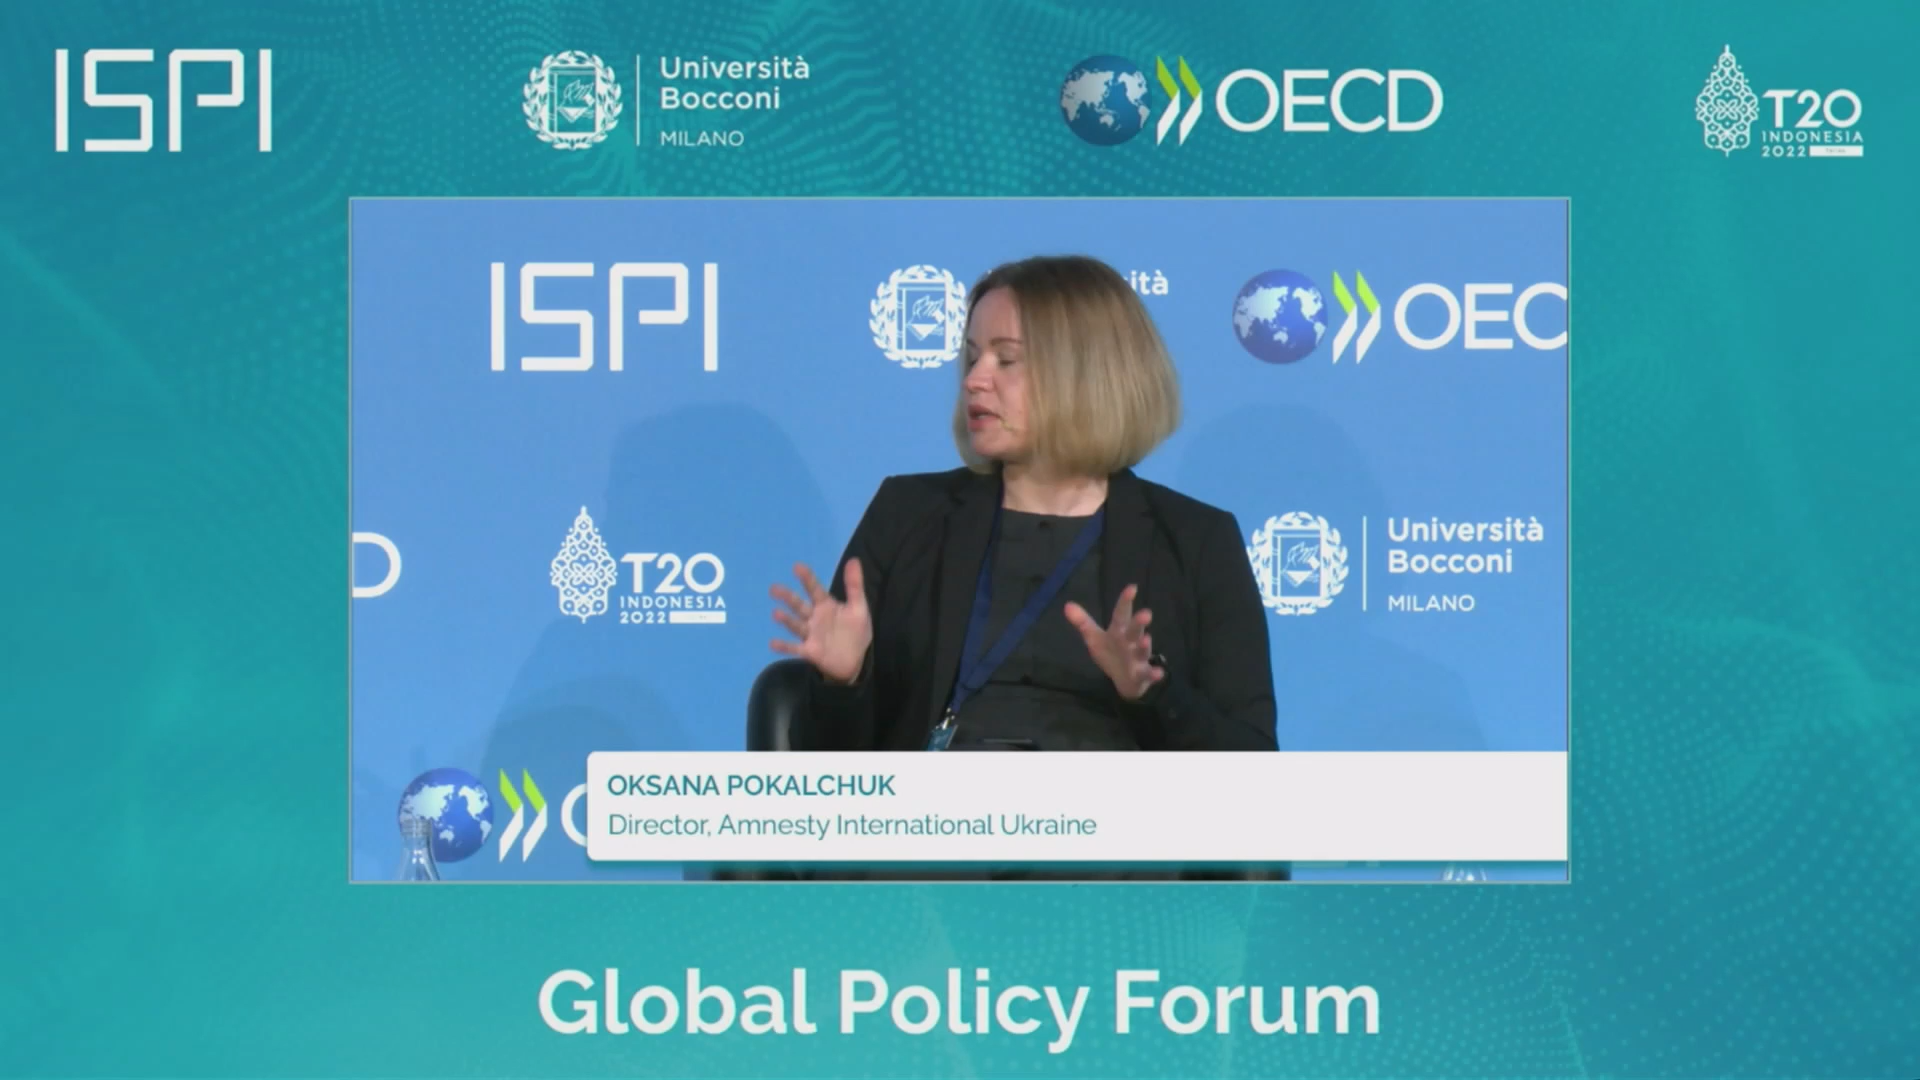 ISPI
Università
Bocconi
MILANO
OECD
T20
INDONESIA
2022
ISPI
ità
OEC
D
T20
INDONESIA
2022
Università
Bocconi
MILANO
OKSANA POKALCHUK
Director, Amnesty International Ukraine
Global Policy Forum